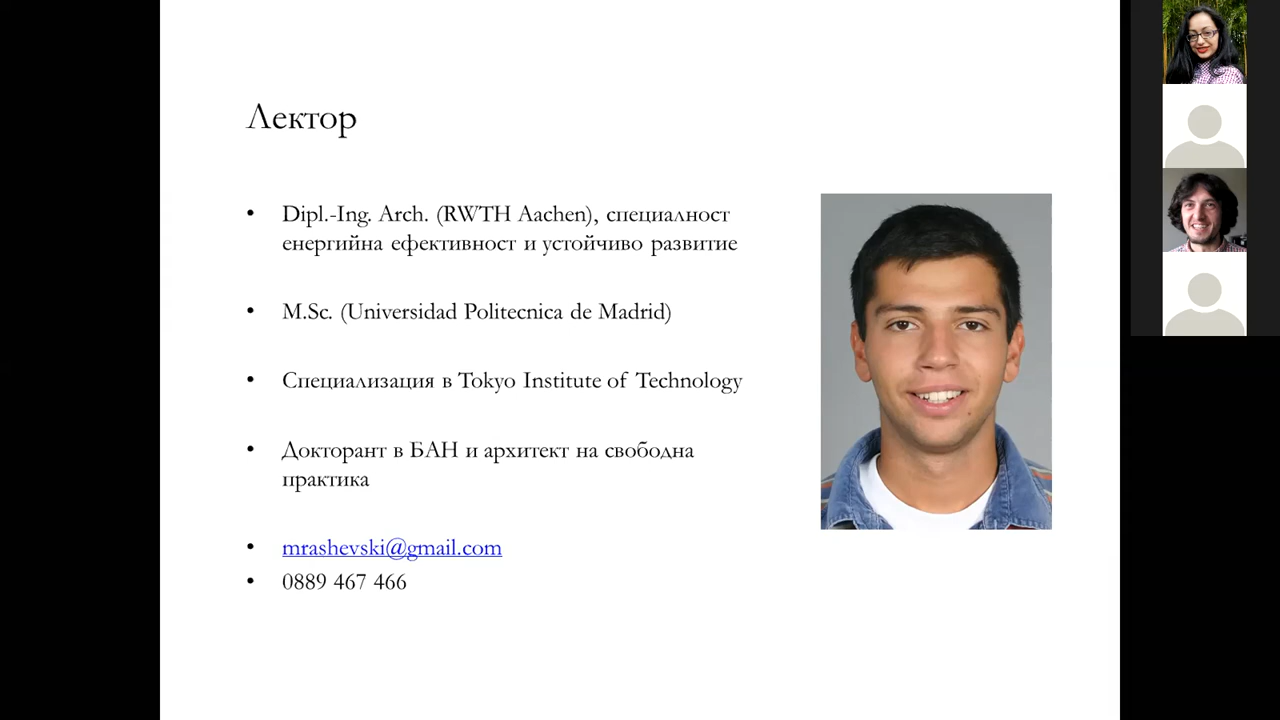 Лектор
• Dipl.-Ing. Arch. (RWTH Aachen), специалност
енергийна ефективност и устойчиво развитие
• M.Sc. (Universidad Politecnica de Madrid)
• Специализация в Tokyo Institute of Technology
• Докторант в БАН и архитект на свободна
практика
• mrashevski@gmail.com
• 0889 467 466